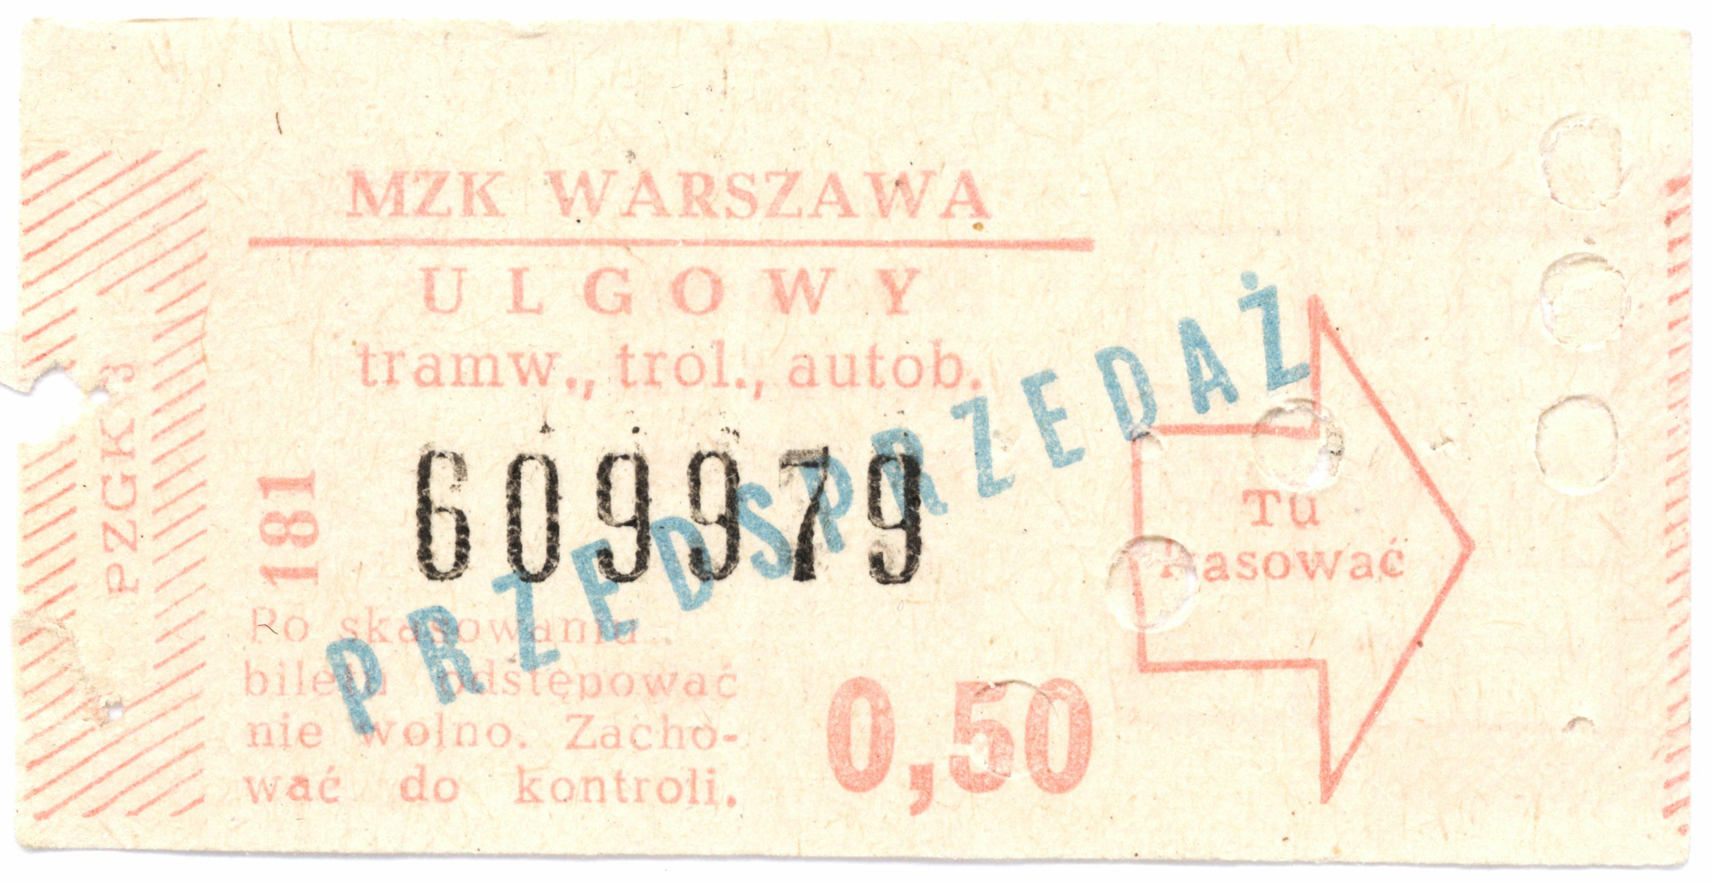 MZK WARSZAWA
ULGOWY
tramw., trol., autob.
609979
PRZEDSPRZEDAŻ
181
PZGK 3
Po skasowaniu
biletu odstępować
nie wolno. Zacho-
wać do kontroli.
0,50
Tu
kasować